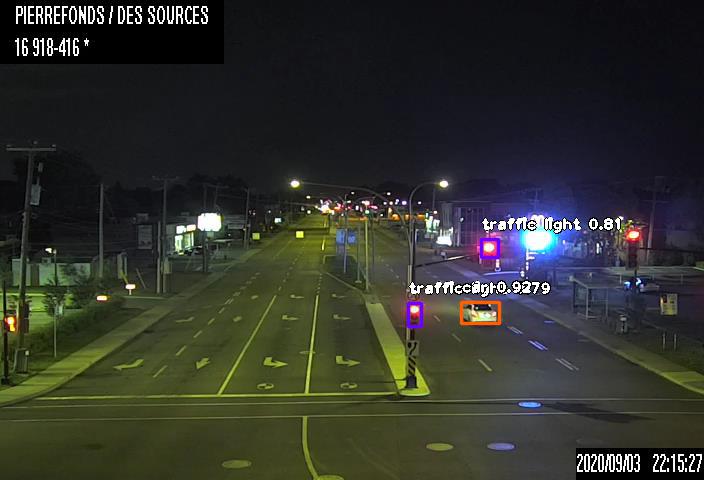 PIERREFONDS / DES SOURCES
16 918-416 *
traffic light 0.81
2020/09/03 22:15:27